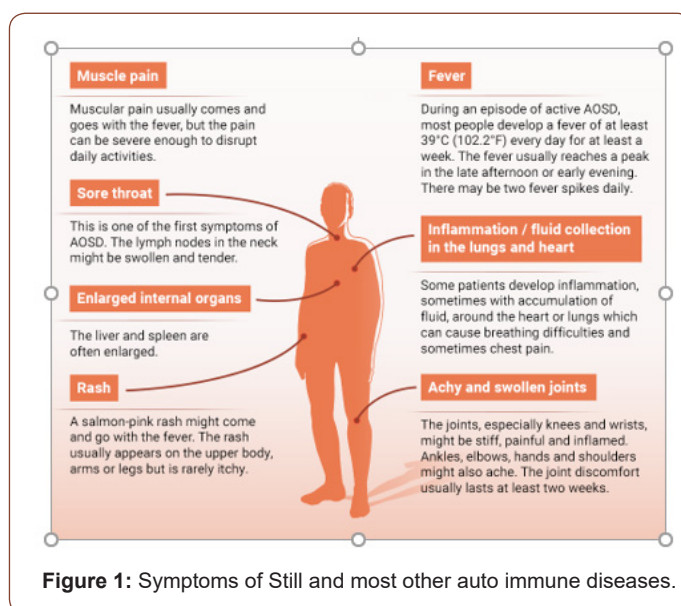 Muscle pain
Muscular pain usually comes and
goes with the fever, but the pain
can be severe enough to disrupt
daily activities.
Sore throat
This is one of the first symptoms of
AOSD. The lymph nodes in the neck
might be swollen and tender.
Enlarged internal organs
The liver and spleen are
often enlarged.
Rash
A salmon-pink rash might come
and go with the fever. The rash
usually appears on the upper body,
arms or legs but is rarely itchy.
Fever
During an episode of active AOSD,
most people develop a fever of at least
39°C (102.2°F) every day for at least a
week. The fever usually reaches a peak
in the late afternoon or early evening.
There may be two fever spikes daily.
Inflammation / fluid collection
in the lungs and heart
Some patients develop inflammation,
sometimes with accumulation of
fluid, around the heart or lungs which
can cause breathing difficulties and
sometimes chest pain.
Achy and swollen joints
The joints, especially knees and wrists,
might be stiff, painful and inflamed.
Ankles, elbows, hands and shoulders
might also ache. The joint discomfort
usually lasts at least two weeks.
Figure 1: Symptoms of Still and most other auto immune diseases.